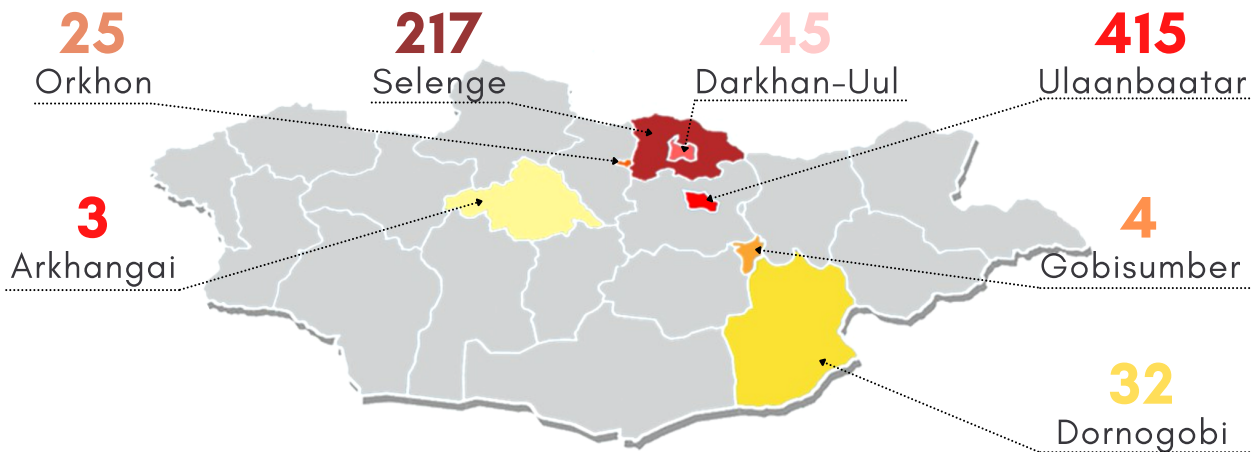 25
Orkhon
217
Selenge
45
Darkhan-Uul
415
Ulaanbaatar
3
Arkhangai
4
Gobisumber
32
Dornogobi